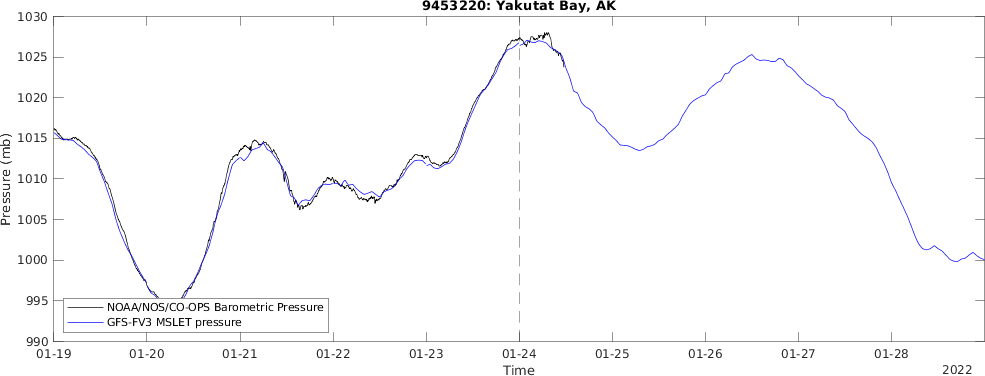 9453220: Yakutat Bay, AK
Pressure (mb)
1030
1025
1020
1015
1010
1005
1000
995
990
NOAA/NOS/CO-OPS Barometric Pressure
GFS-FV3 MSLET pressure
01-19 01-20 01-21 01-22 01-23 01-24 01-25 01-26 01-27 01-28
Time
2022